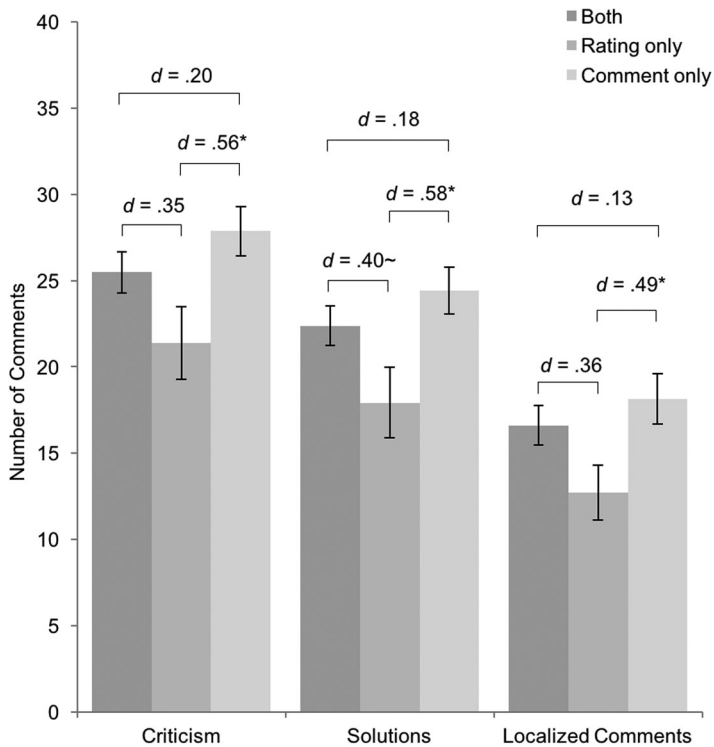 40
35
30
25
20
15
10
5
0
Number of Comments
Both
Rating only
Comment only
d = .20
d = .56*
d = .35
d = .18
d = .58*
d = .40~
d = .13
d = .49*
d = .36
Criticism
Solutions
Localized Comments